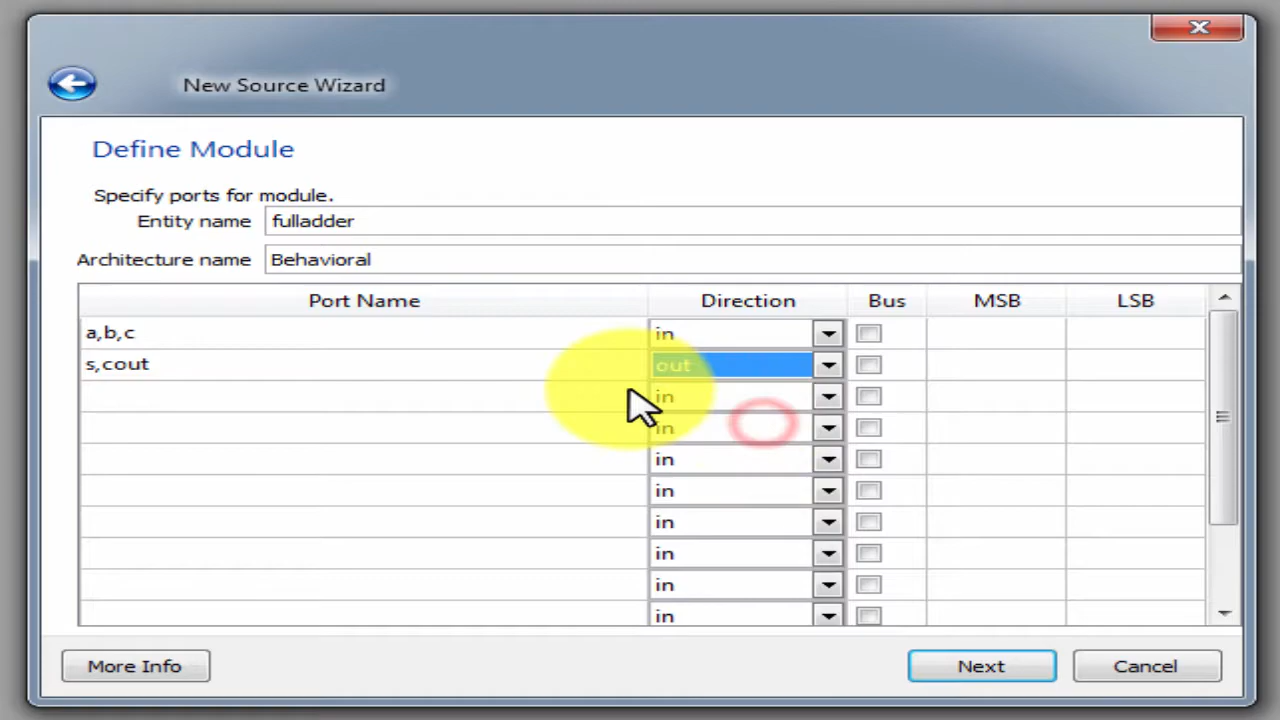 New Source Wizard
Define Module
Specify ports for module.
Entity name fulladder
Architecture name Behavioral
Port Name Direction Bus MSB LSB
a,b,c in
s,cout out
in
in
in
in
in
in
in
in
More Info Next Cancel